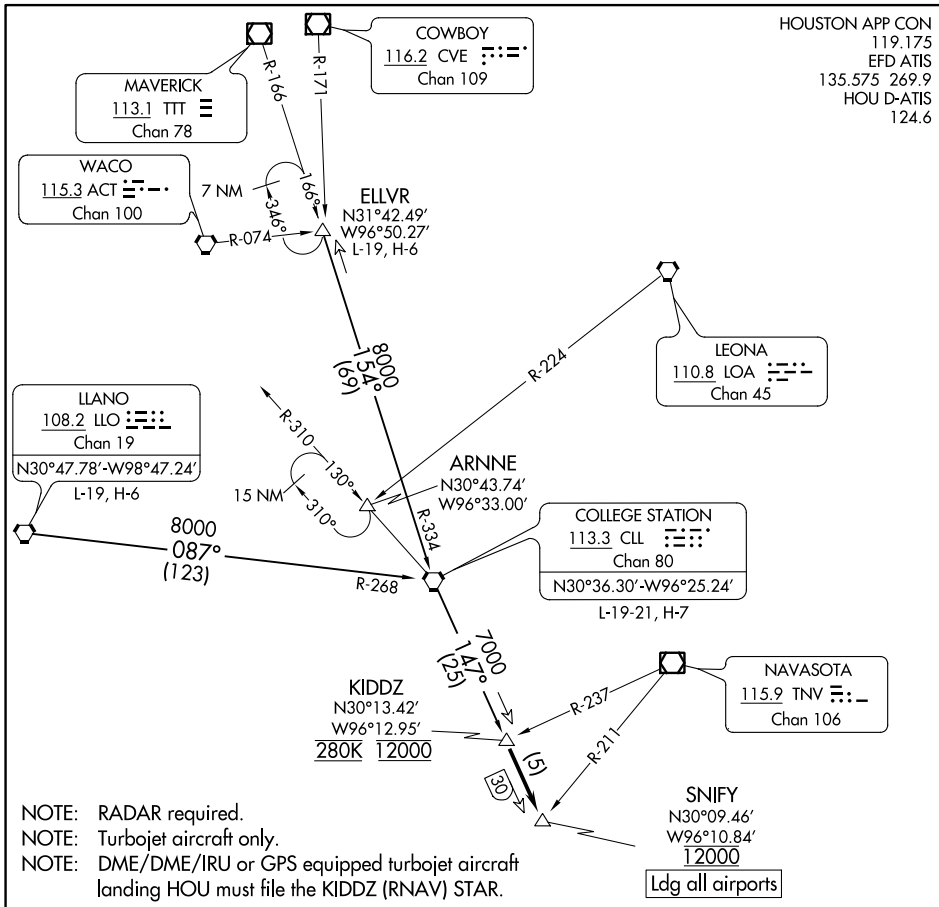 HOUSTON APP CON
119.175
EFD ATIS
135.575 269.9
HOU D-ATIS
124.6
COWBOY
116.2 CVE
Chan 109
MAVERICK
113.1 TTT
Chan 78
R-166
R-171
WACO
115.3 ACT
Chan 100
7 NM
166°
346°
R-074
ELLVR
N31°42.49'
W96°50.27'
L-19, H-6
LEONA
110.8 LOA
Chan 45
R-224
8000
154°
(69)
LLANO
108.2 LLO
Chan 19
N30°47.78'-W98°47.24'
L-19, H-6
R-310
130°
15 NM
310°
ARNNE
N30°43.74'
W96°33.00'
R-334
8000
087°
(123)
R-268
COLLEGE STATION
113.3 CLL
Chan 80
N30°36.30'-W96°25.24'
L-19-21, H-7
7000
147°
(25)
NAVASOTA
115.9 TNV
Chan 106
R-237
R-211
KIDDZ
N30°13.42'
W96°12.95'
280K 12000
(5)
30
SNIFY
N30°09.46'
W96°10.84'
12000
Ldg all airports
NOTE: RADAR required.
NOTE: Turbojet aircraft only.
NOTE: DME/DME/IRU or GPS equipped turbojet aircraft
landing HOU must file the KIDDZ (RNAV) STAR.